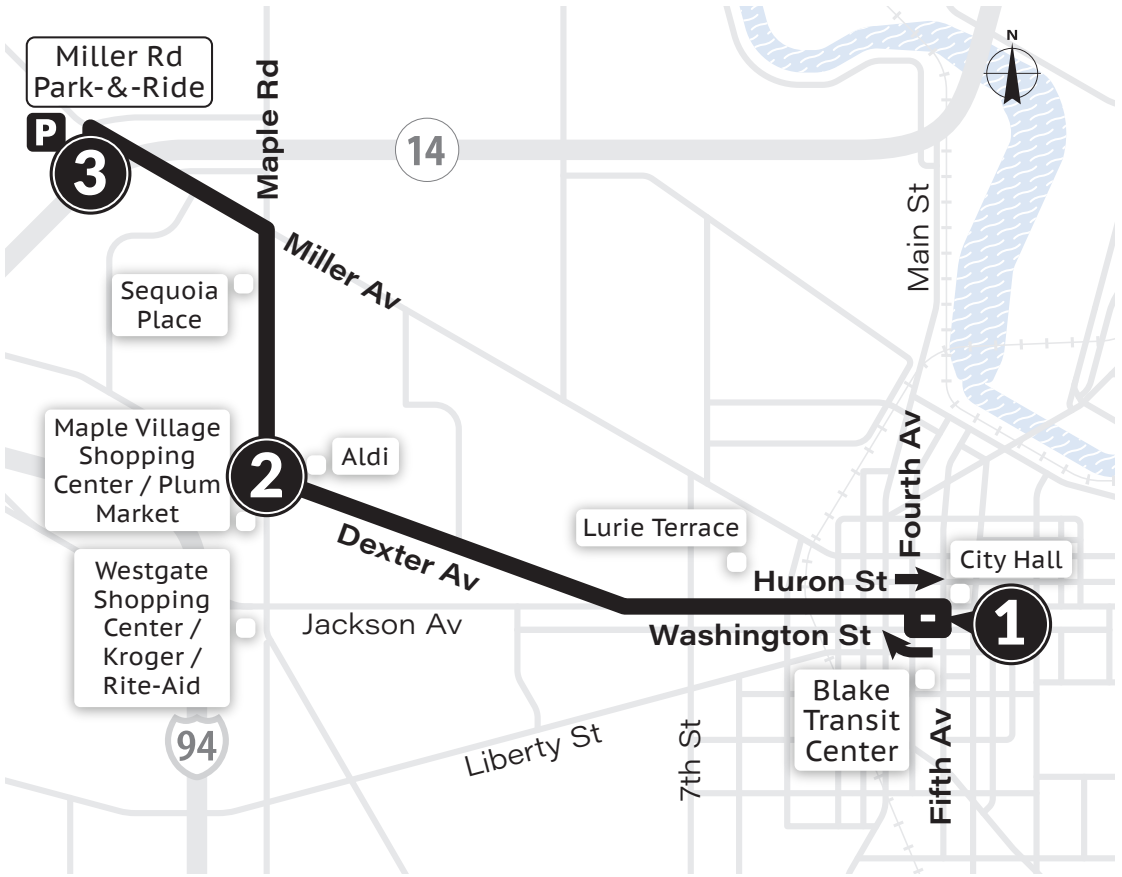 Miller Rd
Park-&-Ride
P
3
Maple Rd
14
N
Main St
Miller Av
Sequoia
Place
Maple Village
Shopping
Center / Plum
Market
2
Aldi
Dexter Av
Lurie Terrace
Fourth Av
City Hall
Huron St
1
Washington St
Westgate
Shopping
Center /
Kroger /
Rite-Aid
Jackson Av
Blake
Transit
Center
94
Liberty St
7th St
Fifth Av